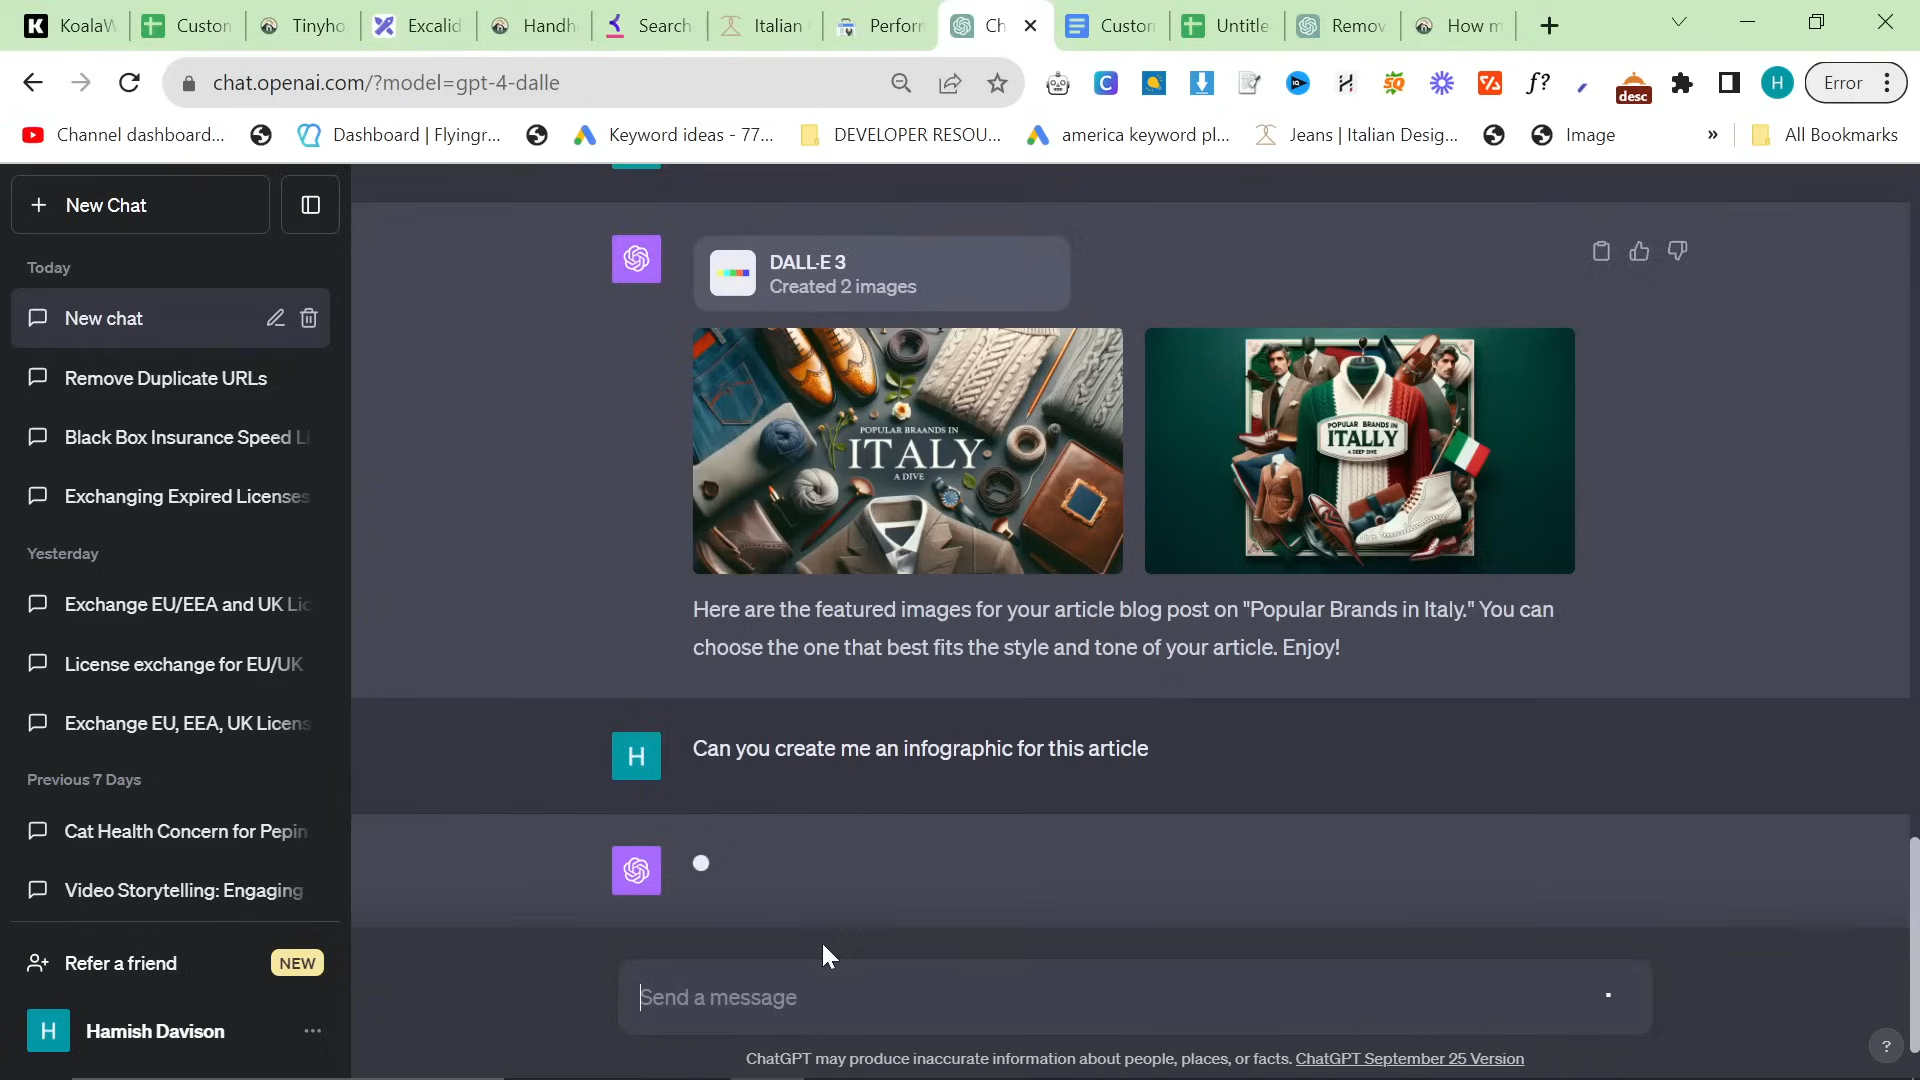 KoalaW
Custon
Tinyho
Excalid
Handh
Search
Italian
Perforn
Ch
Custon
Untitle
Remov
How m
chat.openai.com/?model=gpt-4-dalle
desc
H
Error
Channel dashboard...
Dashboard | Flyingr...
Keyword ideas - 77...
DEVELOPER RESOU...
america keyword pl...
Jeans | Italian Desig...
Image
»
All Bookmarks
New Chat
Today
New chat
Remove Duplicate URLs
Black Box Insurance Speed Li
Exchanging Expired Licenses
Yesterday
Exchange EU/EEA and UK Lic
License exchange for EU/UK
Exchange EU, EEA, UK Licens
Previous 7 Days
Cat Health Concern for Pepin
Video Storytelling: Engaging
Refer a friend
NEW
H
Hamish Davison
DALL·E 3
Created 2 images
POPULAR BRAANDS IN
ITALY
A DIVE
POPULAR BRANDS IN
ITALLY
A DEEP DIVE
Here are the featured images for your article blog post on "Popular Brands in Italy." You can
choose the one that best fits the style and tone of your article. Enjoy!
H
Can you create me an infographic for this article
Send a message
ChatGPT may produce inaccurate information about people, places, or facts. ChatGPT September 25 Version
?